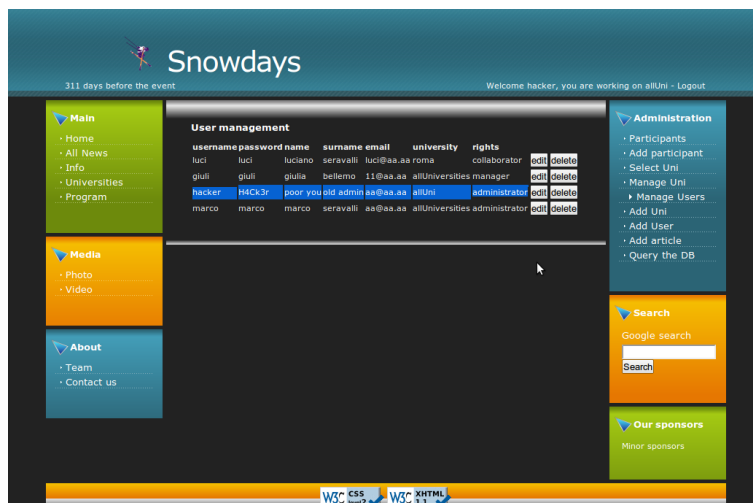 Snowdays
311 days before the event
Welcome hacker, you are working on allUni - Logout
Main
Home
All News
Info
Universities
Program
Media
Photo
Video
About
Team
Contact us
User management
username password name surname email university rights
luci luci luciano seravalli luci@aa.aa roma collaborator edit delete
giuli giuli giulia bellemo 11@aa.aa allUniversities manager edit delete
hacker H4Ck3r poor you old admin aa@aa.aa allUni administrator edit delete
marco marco marco seravalli aa@aa.aa allUniversities administrator edit delete
Administration
Participants
Add participant
Select Uni
Manage Uni
Manage Users
Add Uni
Add User
Add article
Query the DB
Search
Google search
Search
Our sponsors
Minor sponsors
W3C CSS
W3C XHTML